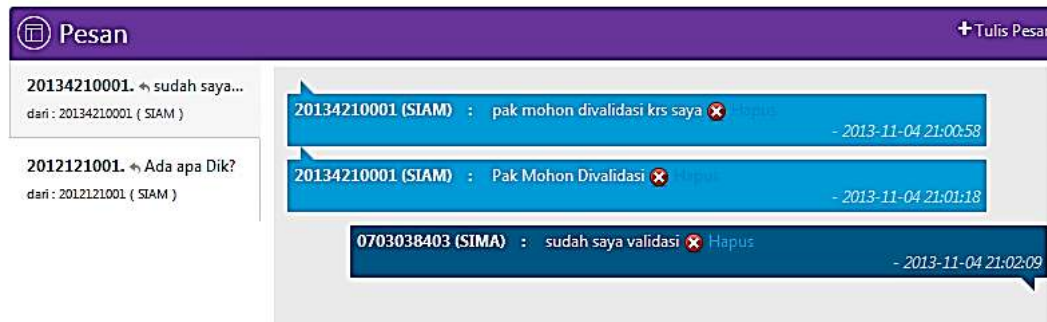 Pesan
+Tulis Pesan
20134210001. sudah saya...
dari : 20134210001 ( SIAM )
2012121001. Ada apa Dik?
dari : 2012121001 ( SIAM )
20134210001 (SIAM) : pak mohon divalidasi krs saya Hapus
- 2013-11-04 21:00:58
20134210001 (SIAM) : Pak Mohon Divalidasi Hapus
- 2013-11-04 21:01:18
0703038403 (SIMA) : sudah saya validasi Hapus
- 2013-11-04 21:02:09